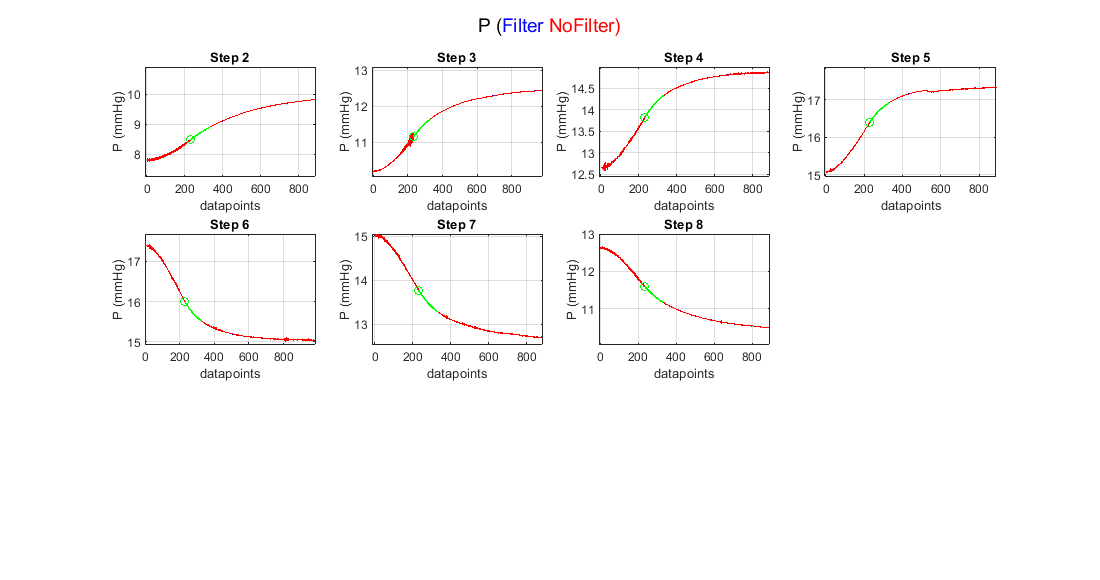 P (Filter NoFilter)
Step 2
Step 3
Step 4
Step 5
P (mmHg)
10
9
8
0 200 400 600 800
datapoints
P (mmHg)
13
12
11
0 200 400 600 800
datapoints
P (mmHg)
14.5
14
13.5
13
12.5
0 200 400 600 800
datapoints
P (mmHg)
17
16
15
0 200 400 600 800
datapoints
Step 6
Step 7
Step 8
P (mmHg)
17
16
15
0 200 400 600 800
datapoints
P (mmHg)
15
14
13
0 200 400 600 800
datapoints
P (mmHg)
13
12
11
0 200 400 600 800
datapoints